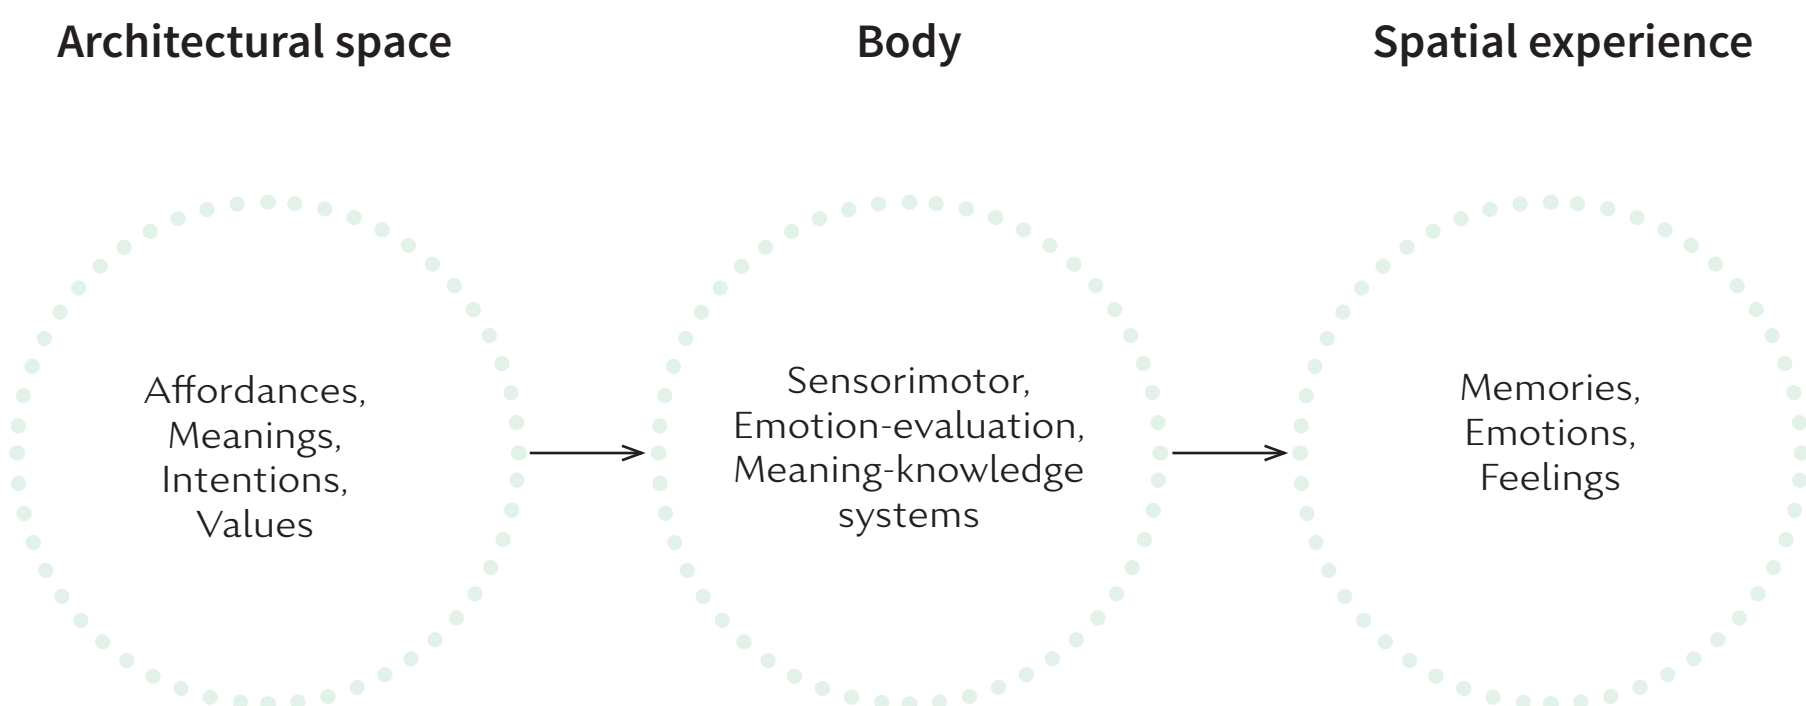 Architectural space
Body
Spatial experience
Affordances,
Meanings,
Intentions,
Values
Sensorimotor,
Emotion-evaluation,
Meaning-knowledge
systems
Memories,
Emotions,
Feelings